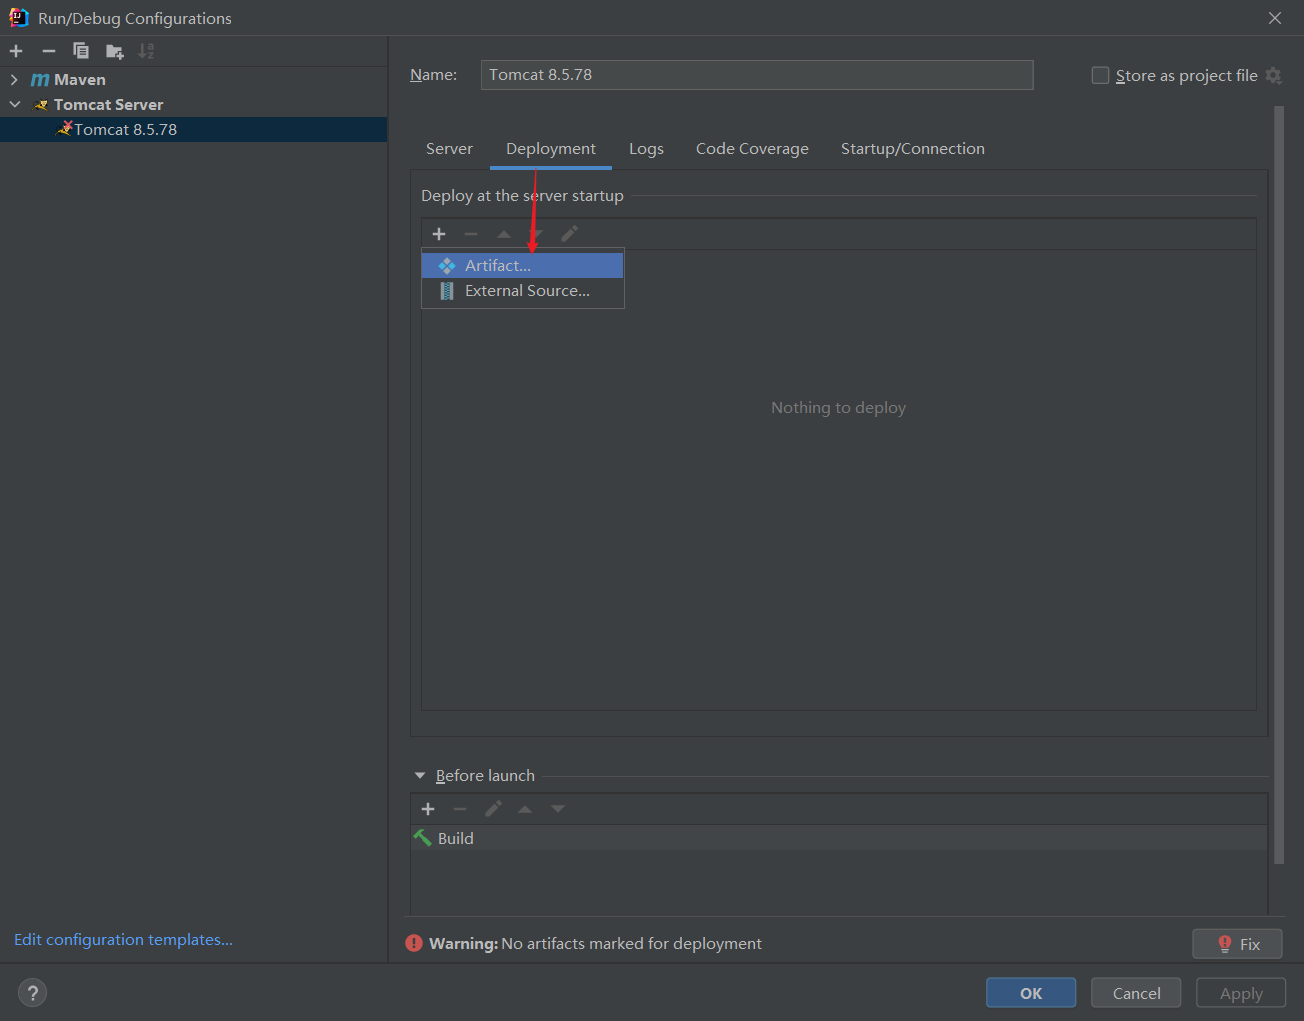 Run/Debug Configurations
Maven
Tomcat Server
Tomcat 8.5.78
Edit configuration templates...
Name:
Tomcat 8.5.78
Store as project file
Server
Deployment
Logs
Code Coverage
Startup/Connection
Deploy at the server startup
Artifact...
External Source...
Nothing to deploy
Before launch
Build
Warning: No artifacts marked for deployment
Fix
?
OK
Cancel
Apply